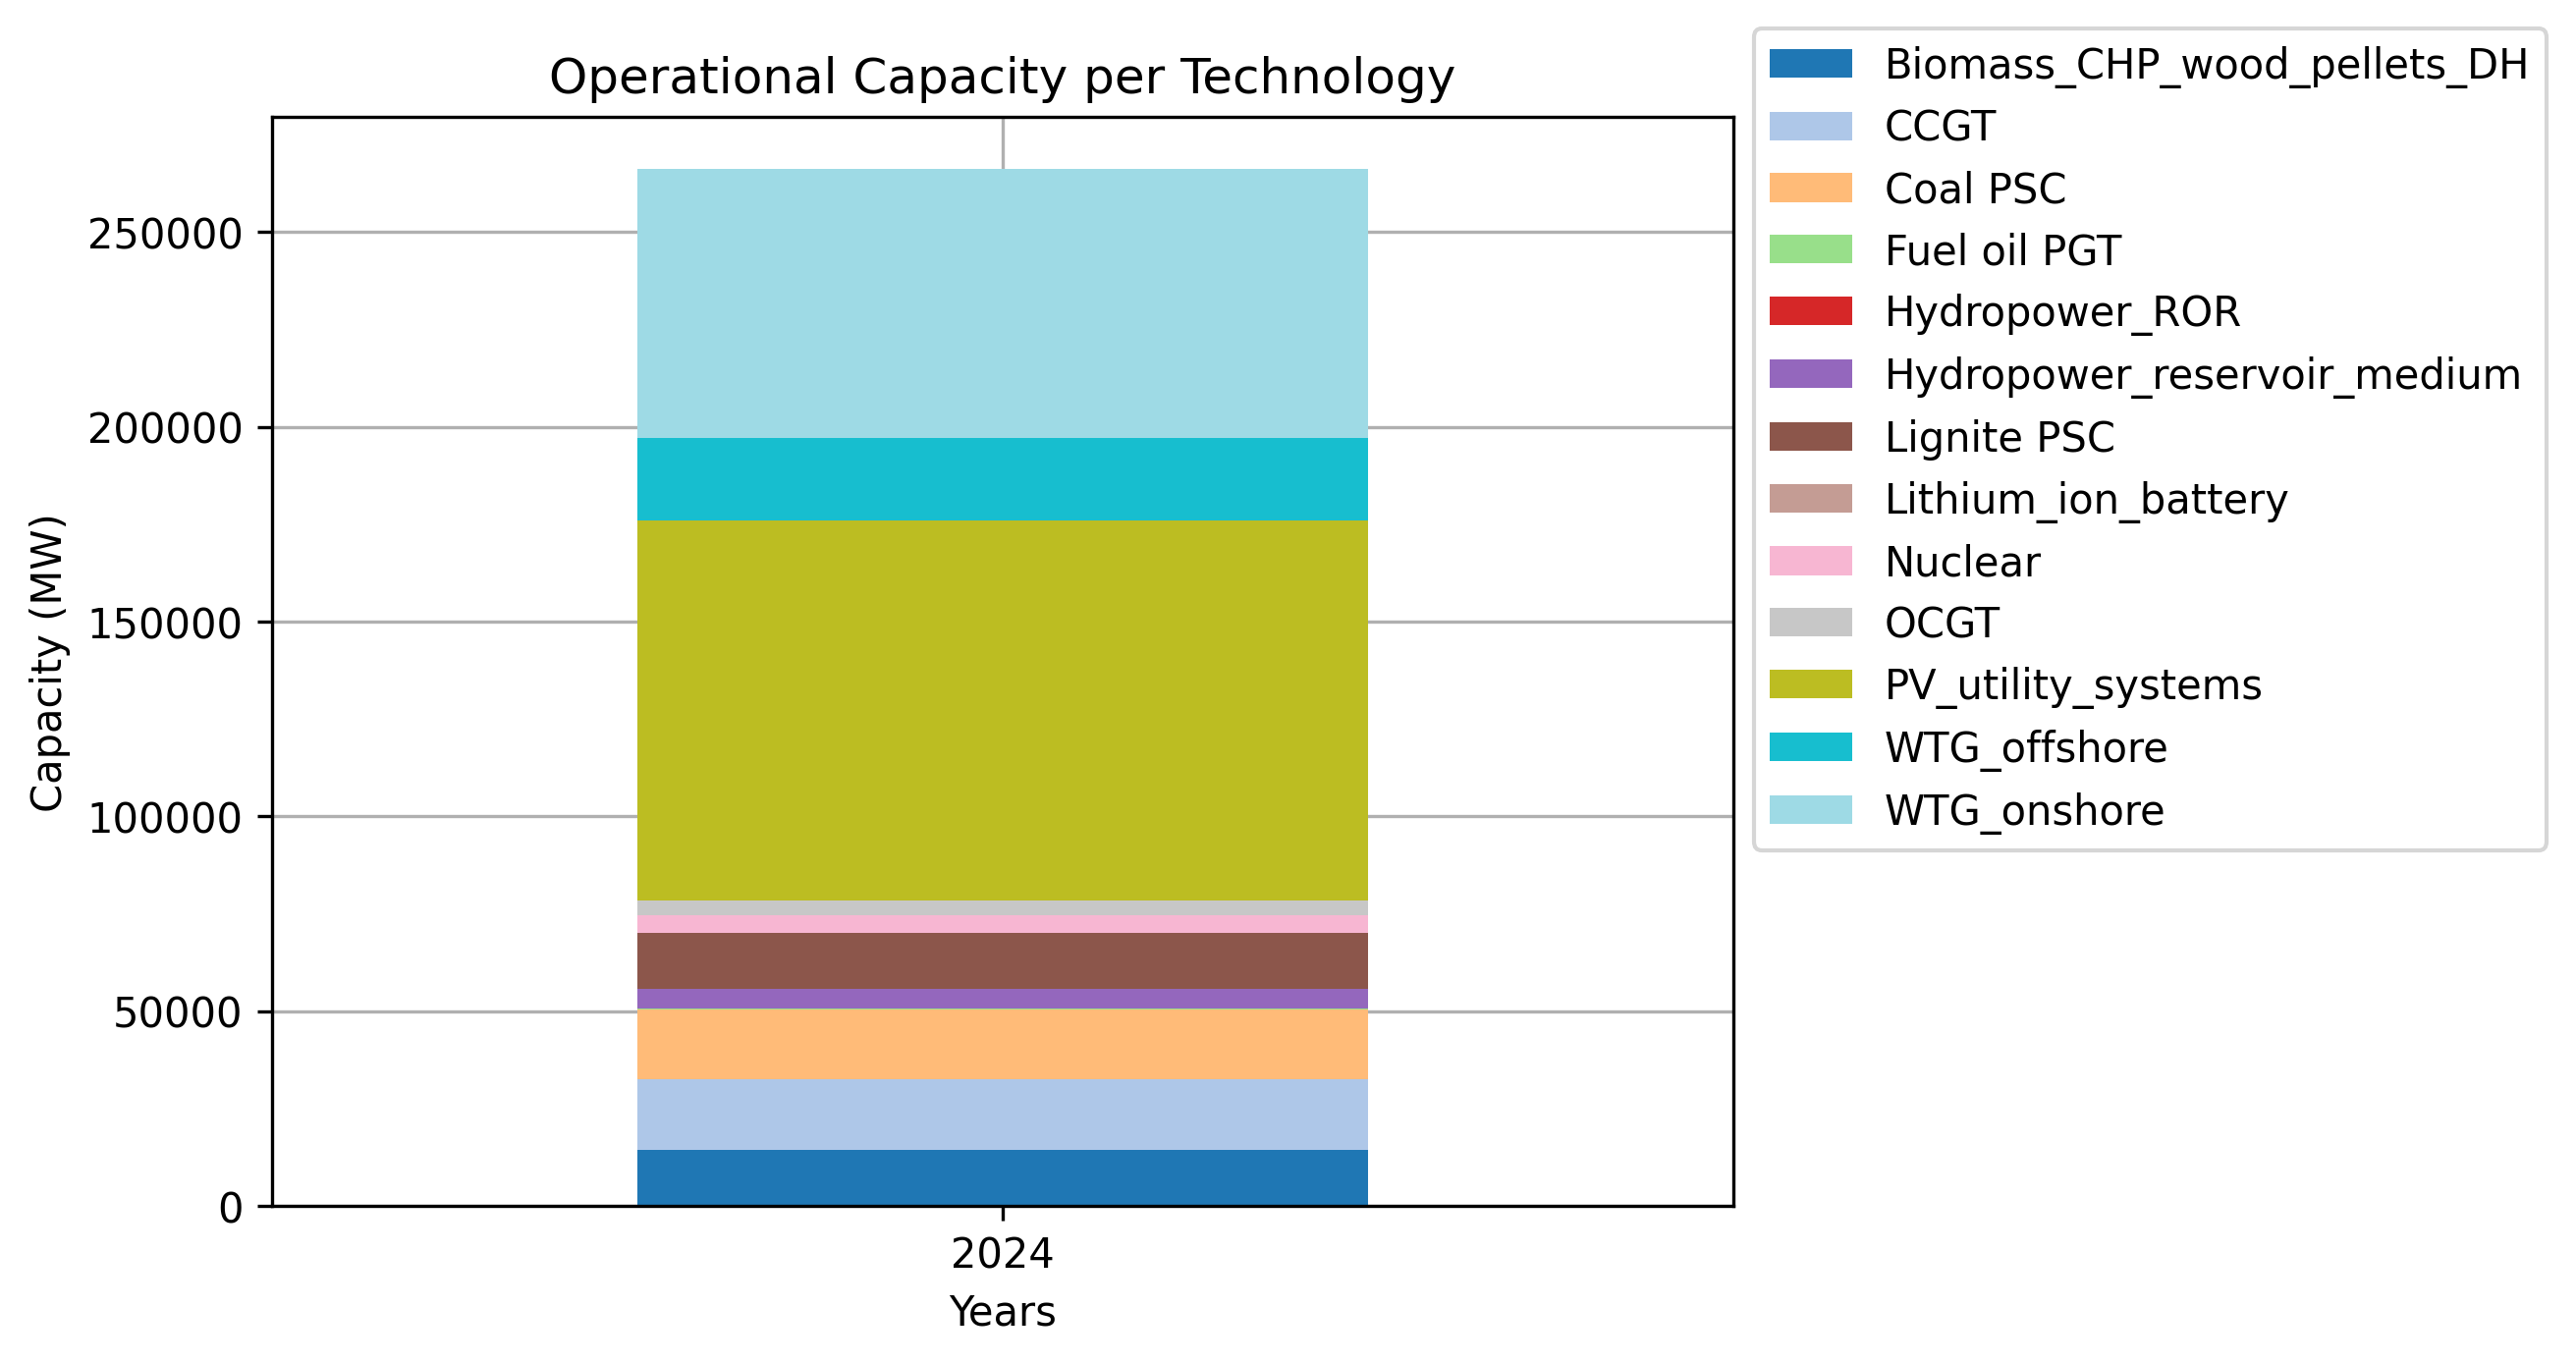 Operational Capacity per Technology
Capacity (MW)
250000
200000
150000
100000
50000
0
2024
Years
Biomass_CHP_wood_pellets_DH
CCGT
Coal PSC
Fuel oil PGT
Hydropower_ROR
Hydropower_reservoir_medium
Lignite PSC
Lithium_ion_battery
Nuclear
OCGT
PV_utility_systems
WTG_offshore
WTG_onshore